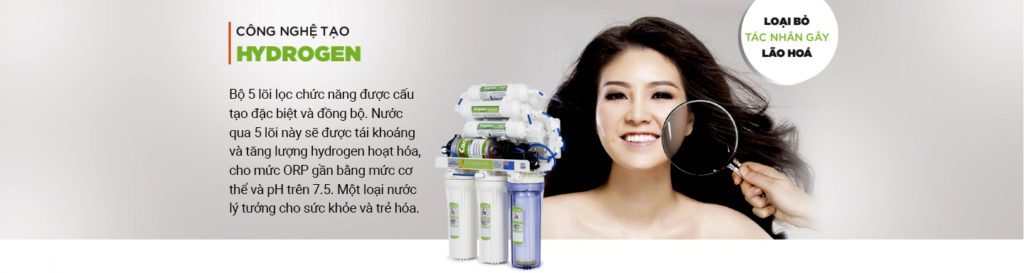 CÔNG NGHỆ TẠO
HYDROGEN
Bộ 5 lõi lọc chức năng được cấu
tạo đặc biệt và đồng bộ. Nước
qua 5 lõi này sẽ được tái khoáng
và tăng lượng hydrogen hoạt hóa,
cho mức ORP gần bằng mức cơ
thể và pH trên 7.5. Một loại nước
lý tưởng cho sức khỏe và trẻ hóa.
LOẠI BỎ
TÁC NHÂN GÂY
LÃO HOÁ